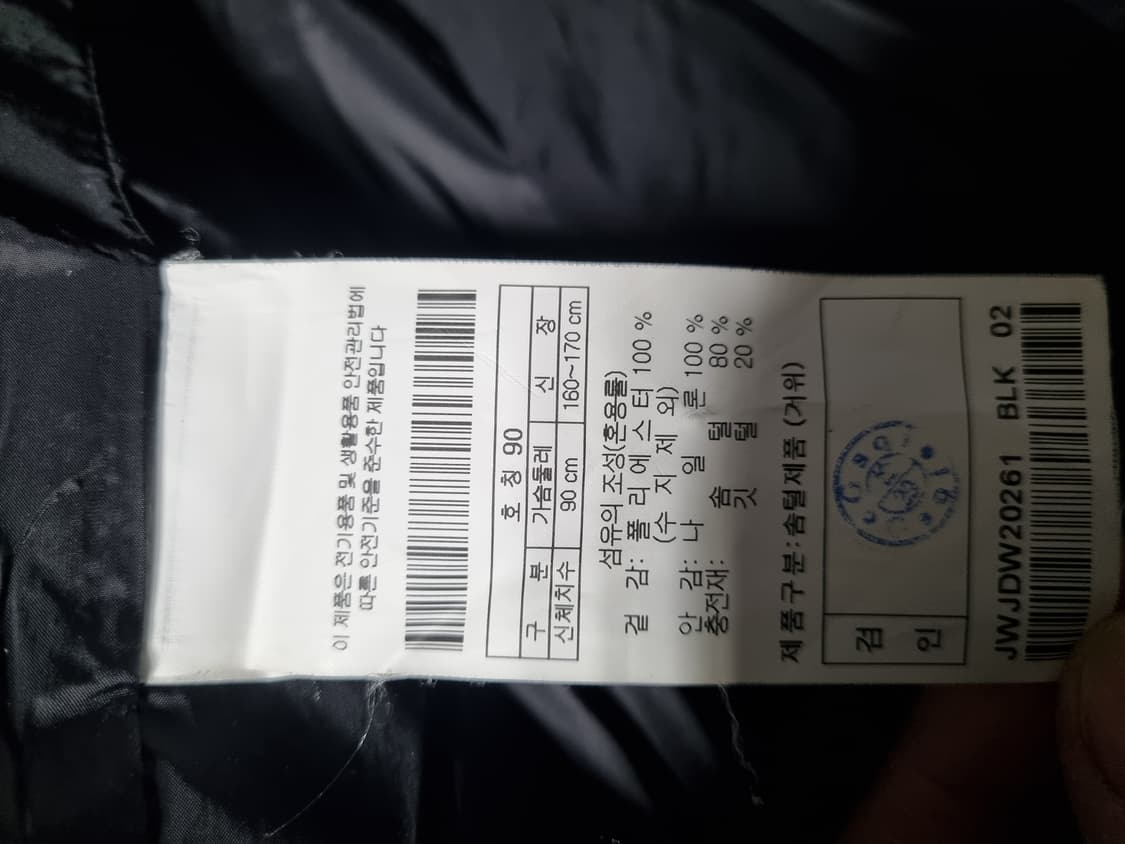 이 제품은 전기용품 및 생활용품 안전관리법에
따른 안전기준을 준수한 제품입니다
호 칭 90
구 분 가슴둘레 신 장
신체치수 90 cm 160~170 cm
섬유의 조성(혼용률)
겉 감: 폴 리 에 스 터 100 %
(수 지 제 외)
안 감: 나 일 론 100 %
충전재: 솜 털 80 %
깃 털 20 %
제 품 구 분 : 솜털제품 (거위)
검
인
JWJDW20261 BLK 02